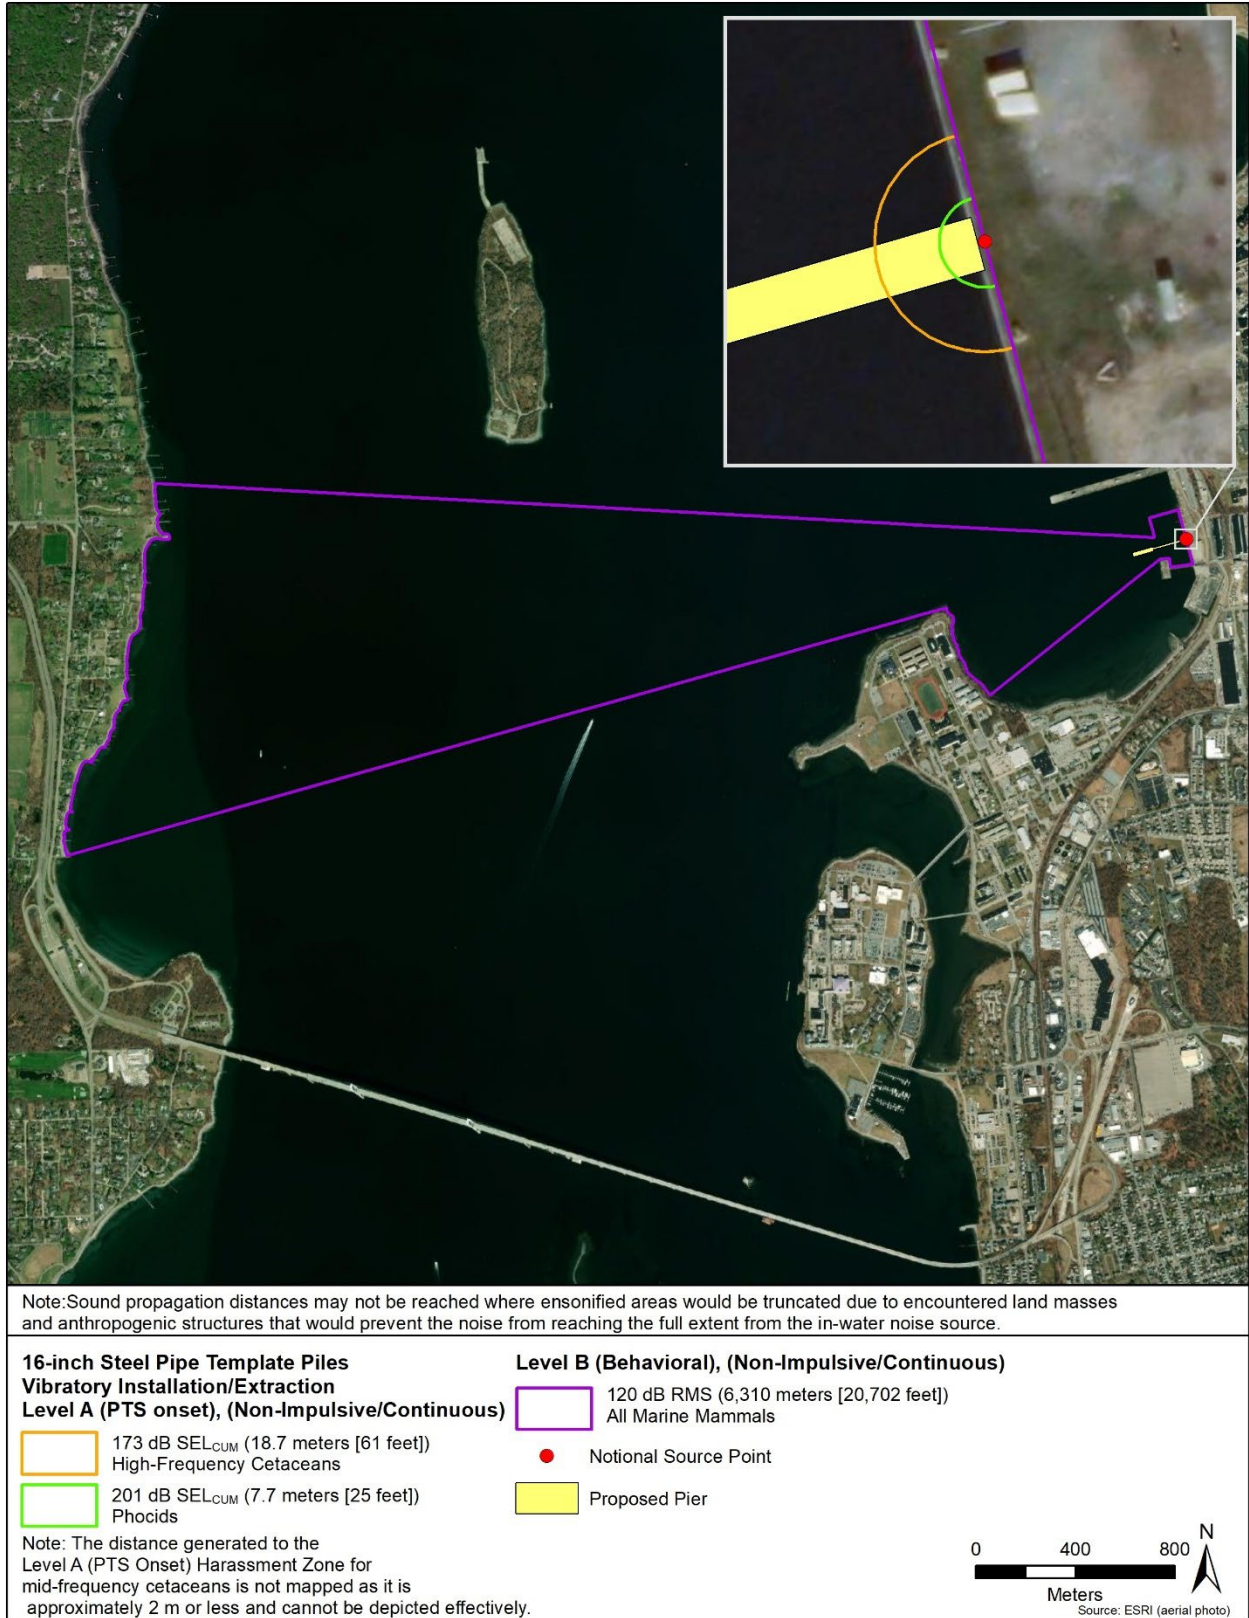 Note:Sound propagation distances may not be reached where ensonified areas would be truncated due to encountered land masses
and anthropogenic structures that would prevent the noise from reaching the full extent from the in-water noise source.
16-inch Steel Pipe Template Piles
Vibratory Installation/Extraction
Level A (PTS onset), (Non-Impulsive/Continuous)
173 dB SELCUM (18.7 meters [61 feet])
High-Frequency Cetaceans
201 dB SELCUM (7.7 meters [25 feet])
Phocids
Note: The distance generated to the
Level A (PTS Onset) Harassment Zone for
mid-frequency cetaceans is not mapped as it is
approximately 2 m or less and cannot be depicted effectively.
Level B (Behavioral), (Non-Impulsive/Continuous)
120 dB RMS (6,310 meters [20,702 feet])
All Marine Mammals
Notional Source Point
Proposed Pier
0 400 800
Meters
N
Source: ESRI (aerial photo)